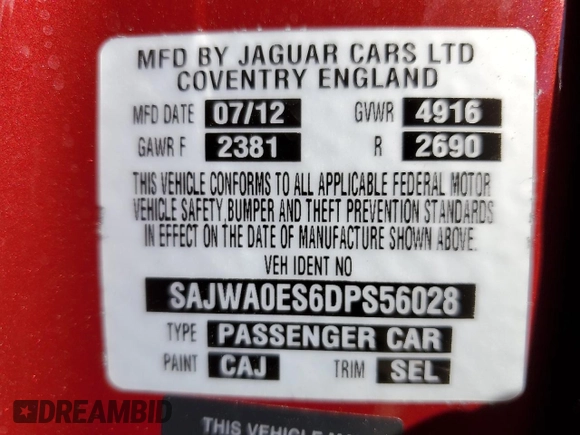 MFD BY JAGUAR CARS LTD
COVENTRY ENGLAND
MFD DATE 07/12 GVWR 4916
GAWR F 2381 R 2690
THIS VEHICLE CONFORMS TO ALL APPLICABLE FEDERAL MOTOR
VEHICLE SAFETY, BUMPER AND THEFT PREVENTION STANDARDS
IN EFFECT ON THE DATE OF MANUFACTURE SHOWN ABOVE.
VEH IDENT NO
SAJWA0ES6DPS56028
TYPE PASSENGER CAR
PAINT CAJ TRIM SEL
DREAMBID
THIS VEHICLE